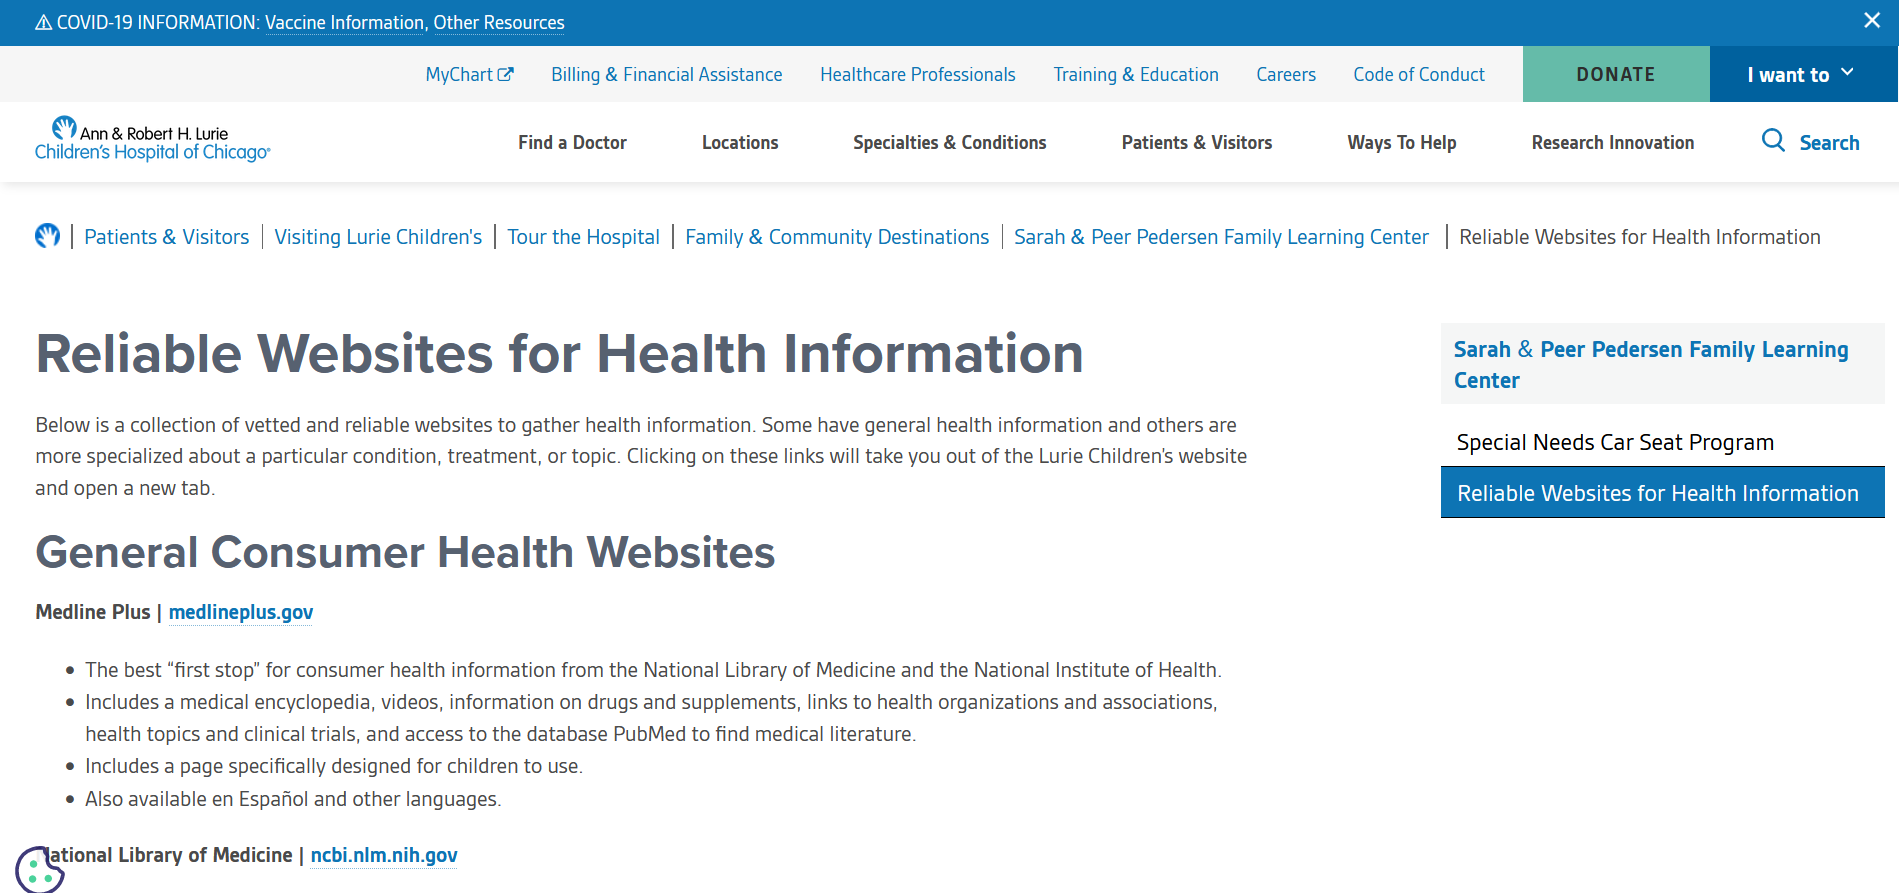 COVID-19 INFORMATION: Vaccine Information, Other Resources
MyChart
Billing & Financial Assistance
Healthcare Professionals
Training & Education
Careers
Code of Conduct
DONATE
I want to
Ann & Robert H. Lurie
Children's Hospital of Chicago®
Find a Doctor
Locations
Specialties & Conditions
Patients & Visitors
Ways To Help
Research Innovation
Search
Patients & Visitors
Visiting Lurie Children's
Tour the Hospital
Family & Community Destinations
Sarah & Peer Pedersen Family Learning Center
Reliable Websites for Health Information
Reliable Websites for Health Information
Below is a collection of vetted and reliable websites to gather health information. Some have general health information and others are
more specialized about a particular condition, treatment, or topic. Clicking on these links will take you out of the Lurie Children's website
and open a new tab.
General Consumer Health Websites
Medline Plus | medlineplus.gov
• The best “first stop” for consumer health information from the National Library of Medicine and the National Institute of Health.
• Includes a medical encyclopedia, videos, information on drugs and supplements, links to health organizations and associations,
health topics and clinical trials, and access to the database PubMed to find medical literature.
• Includes a page specifically designed for children to use.
• Also available en Español and other languages.
National Library of Medicine | ncbi.nlm.nih.gov
Sarah & Peer Pedersen Family Learning
Center
Special Needs Car Seat Program
Reliable Websites for Health Information